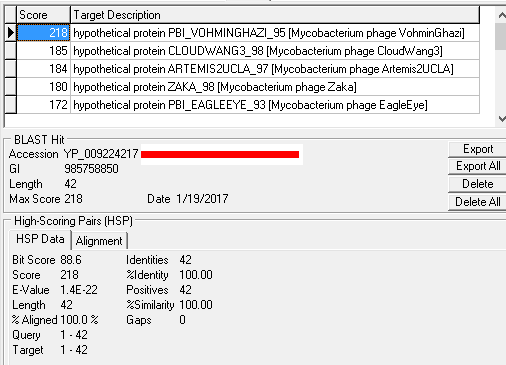 Score Target Description
218 hypothetical protein PBI_VOHMINGHAZI_95 [Mycobacterium phage VohminGhazi]
185 hypothetical protein CLOUDWANG3_98 [Mycobacterium phage CloudWang3]
184 hypothetical protein ARTEMIS2UCLA_97 [Mycobacterium phage Artemis2UCLA]
180 hypothetical protein ZAKA_98 [Mycobacterium phage Zaka]
172 hypothetical protein PBI_EAGLEEYE_93 [Mycobacterium phage EagleEye]
BLAST Hit
Accession YP_009224217
GI 985758850
Length 42
Max Score 218 Date 1/19/2017
Export
Export All
Delete
Delete All
High-Scoring Pairs (HSP)
HSP Data Alignment
Bit Score 88.6 Identities 42
Score 218 %Identity 100.00
E-Value 1.4E-22 Positives 42
Length 42 %Similarity 100.00
% Aligned 100.0 % Gaps 0
Query 1 - 42
Target 1 - 42